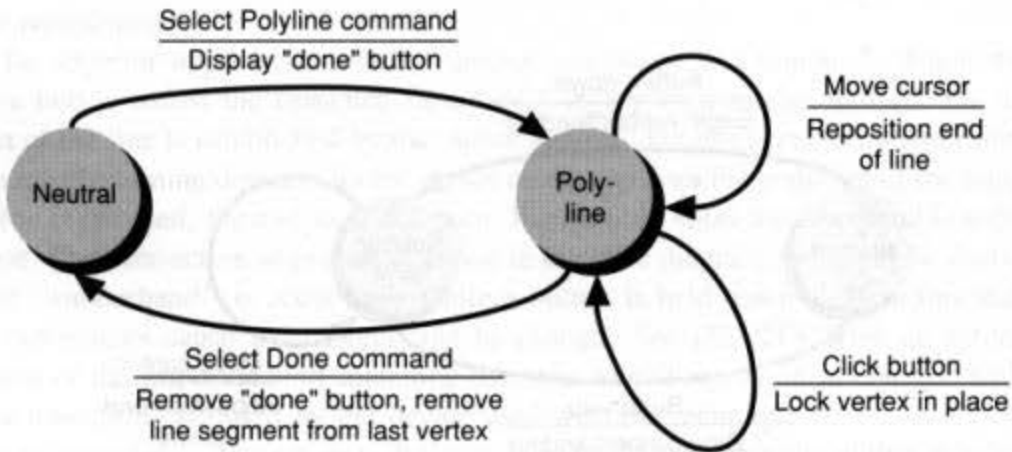 Select Polyline command
Display "done" button
Move cursor
Reposition end
of line
Neutral
Poly-
line
Select Done command
Remove "done" button, remove
line segment from last vertex
Click button
Lock vertex in place